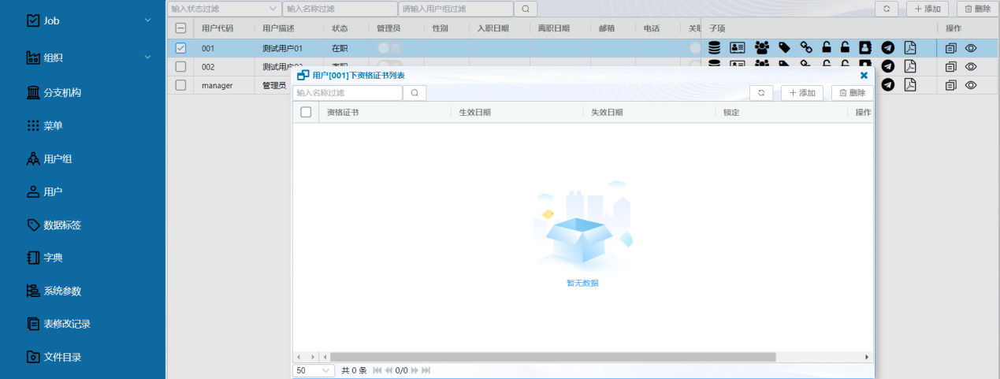 Job
组织
分支机构
菜单
用户组
用户
数据标签
字典
系统参数
表修改记录
文件目录
输入状态过滤 输入名称过滤 请输入用户组过滤 添加 删除
用户代码 用户描述 状态 管理员 性别 入职日期 离职日期 邮箱 电话 关联 子项 操作
001 测试用户01 在职 否
002 测试用户02 离职
manager 管理员
用户[001]下资格证书列表
输入名称过滤 添加 删除
资格证书 生效日期 失效日期 锁定 操作
暂无数据
50 共 0 条 0/0